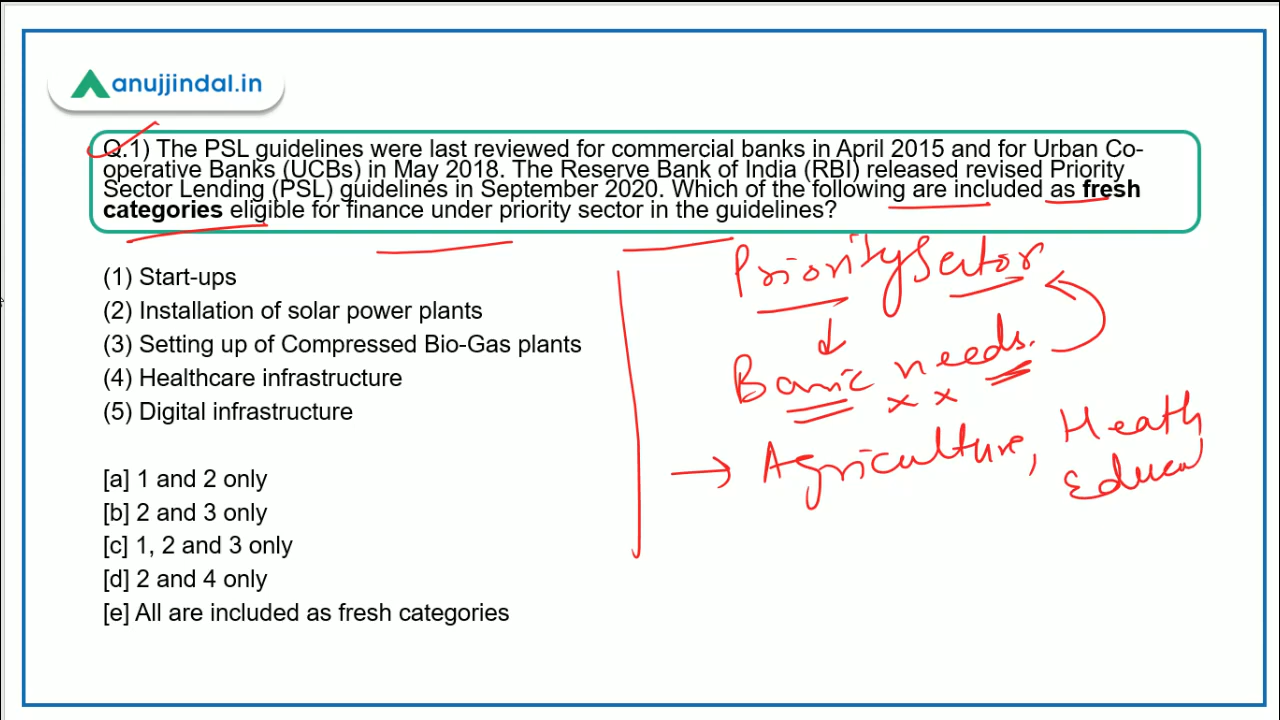 anujjindal.in
Q.1) The PSL guidelines were last reviewed for commercial banks in April 2015 and for Urban Co-
operative Banks (UCBs) in May 2018. The Reserve Bank of India (RBI) released revised Priority
Sector Lending (PSL) guidelines in September 2020. Which of the following are included as fresh
categories eligible for finance under priority sector in the guidelines?
(1) Start-ups
(2) Installation of solar power plants
(3) Setting up of Compressed Bio-Gas plants
(4) Healthcare infrastructure
(5) Digital infrastructure
[a] 1 and 2 only
[b] 2 and 3 only
[c] 1, 2 and 3 only
[d] 2 and 4 only
[e] All are included as fresh categories
Priority Sector
Basic needs.
Agriculture, Heath
Educa